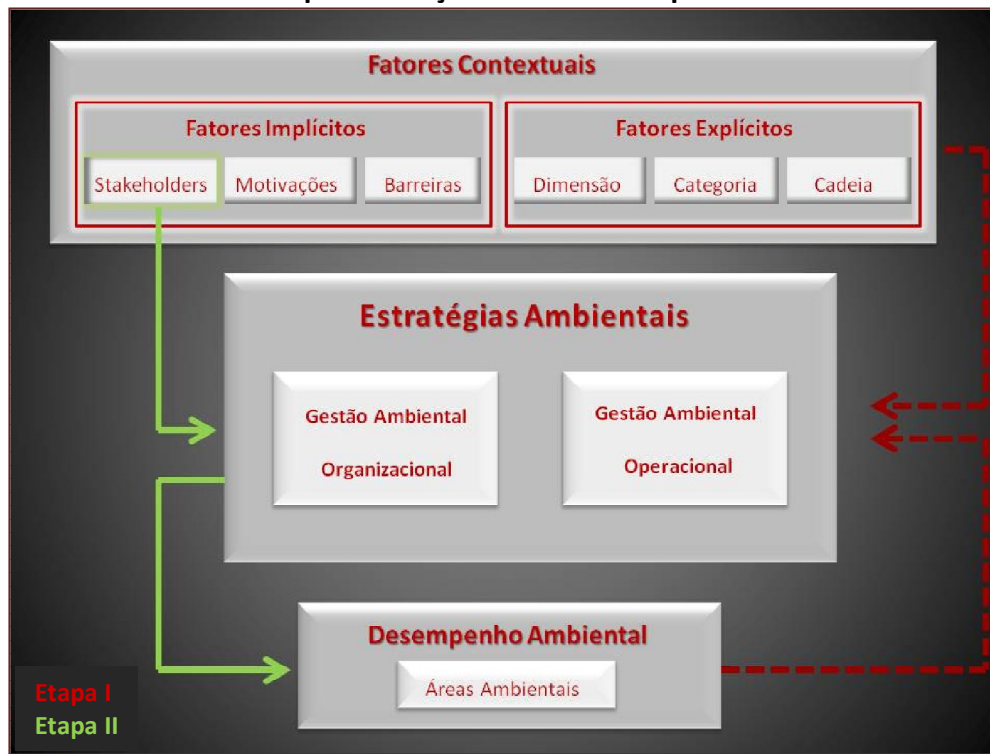 Fatores Contextuais
Fatores Implícitos
Fatores Explícitos
Stakeholders
Motivações
Barreiras
Dimensão
Categoria
Cadeia
Estratégias Ambientais
Gestão Ambiental
Organizacional
Gestão Ambiental
Operacional
Desempenho Ambiental
Áreas Ambientais
Etapa I
Etapa II